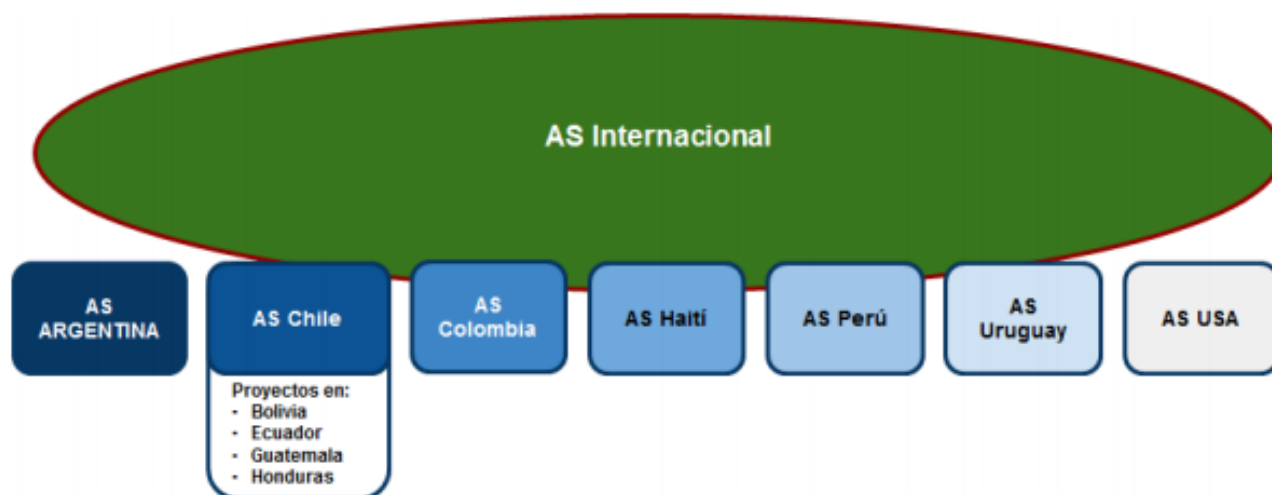 AS Internacional
AS
ARGENTINA
AS Chile
AS
Colombia
AS Haití
AS Perú
AS
Uruguay
AS USA
Proyectos en:
- Bolivia
- Ecuador
- Guatemala
- Honduras